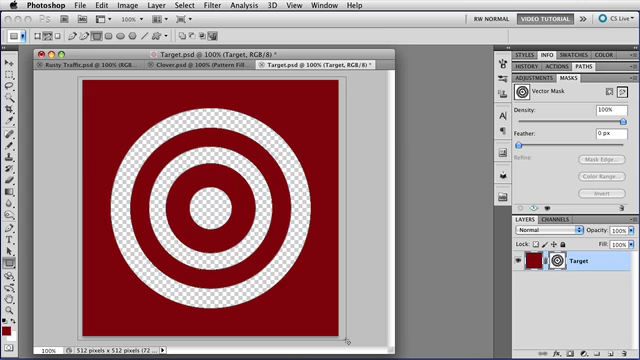 Photoshop File Edit Image Layer Select Filter Analysis 3D View Window Help
100%
RW NORMAL VIDEO TUTORIAL CS Live
Target.psd @ 100% (Target, RGB/8) *
Rusty Traffic.psd @ 100% (RGB... Clover.psd @ 100% (Pattern Fill... Target.psd @ 100% (Target, RGB/8) *
STYLES INFO SWATCHES COLOR
HISTORY ACTIONS PATHS
ADJUSTMENTS MASKS
Vector Mask
Density: 100%
Feather: 0 px
Refine: Mask Edge...
Color Range...
Invert
LAYERS CHANNELS
Normal Opacity: 100%
Lock: Fill: 100%
Target
100% 512 pixels x 512 pixels (72 ...